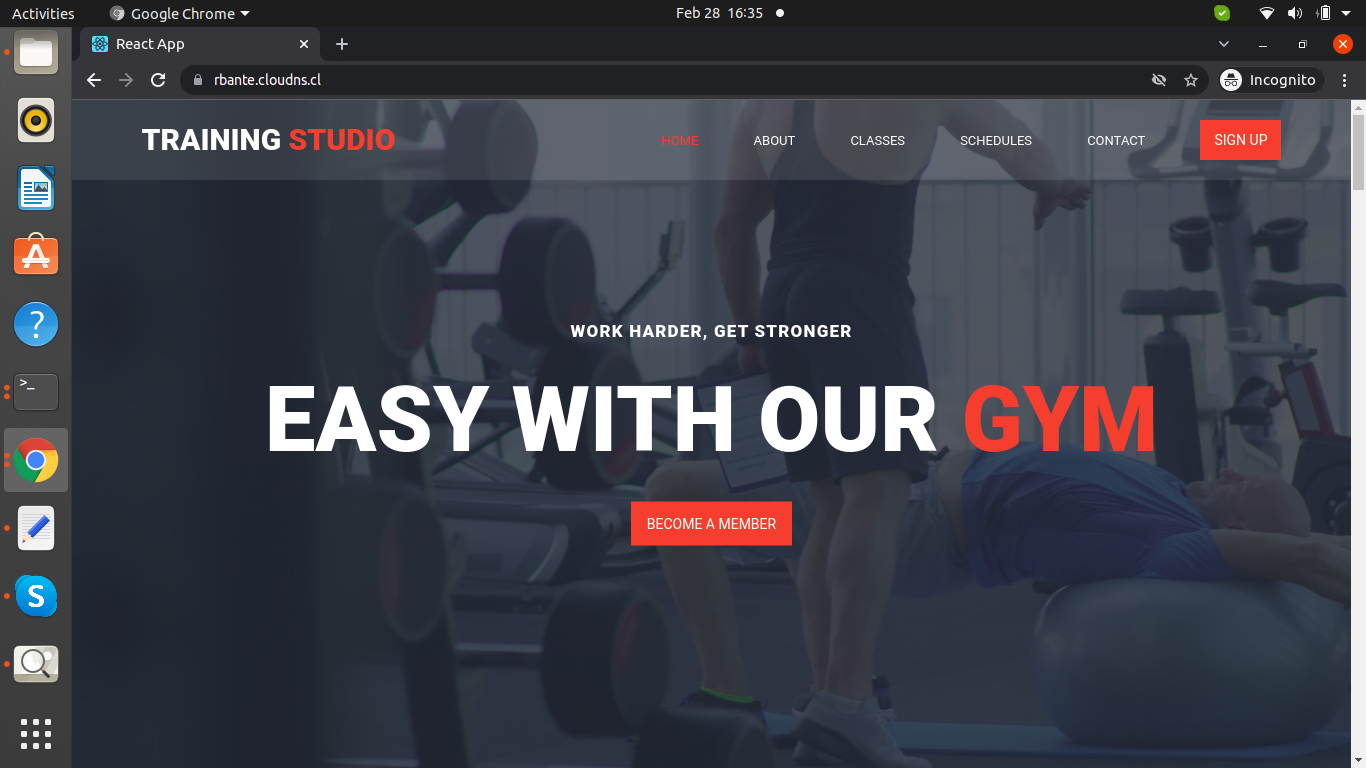 Activities
Google Chrome
Feb 28 16:35
React App
rbante.cloudns.cl
Incognito
TRAINING STUDIO
HOME
ABOUT
CLASSES
SCHEDULES
CONTACT
SIGN UP
WORK HARDER, GET STRONGER
EASY WITH OUR GYM
BECOME A MEMBER